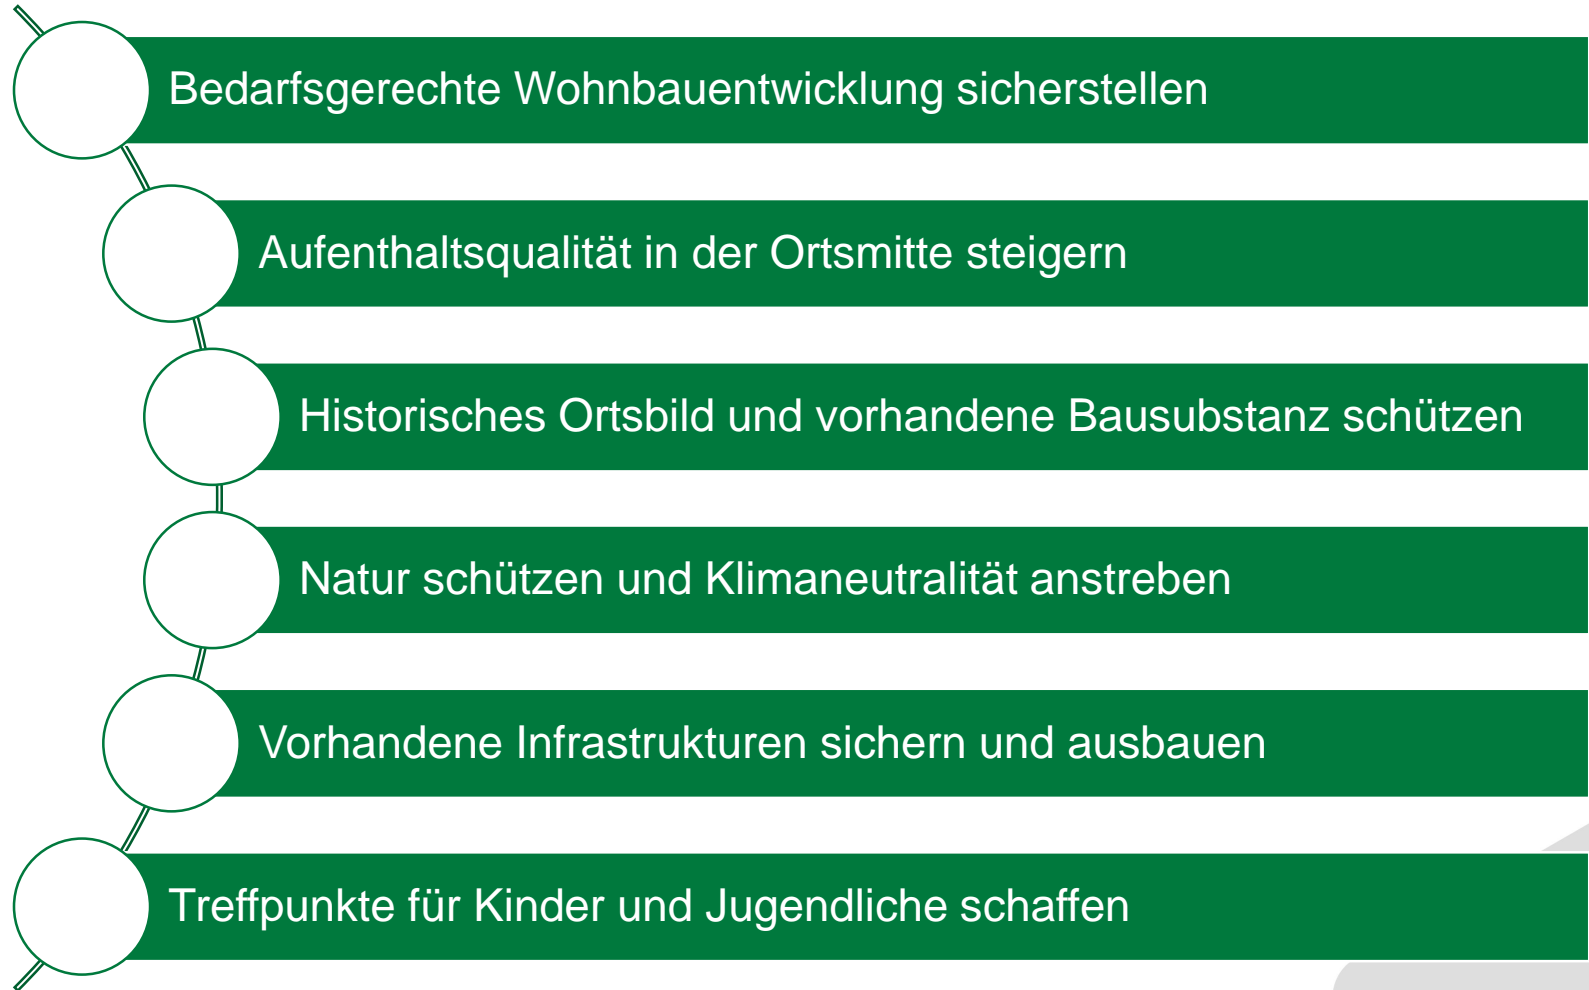 Bedarfsgerechte Wohnbauentwicklung sicherstellen
Aufenthaltsqualität in der Ortsmitte steigern
Historisches Ortsbild und vorhandene Bausubstanz schützen
Natur schützen und Klimaneutralität anstreben
Vorhandene Infrastrukturen sichern und ausbauen
Treffpunkte für Kinder und Jugendliche schaffen